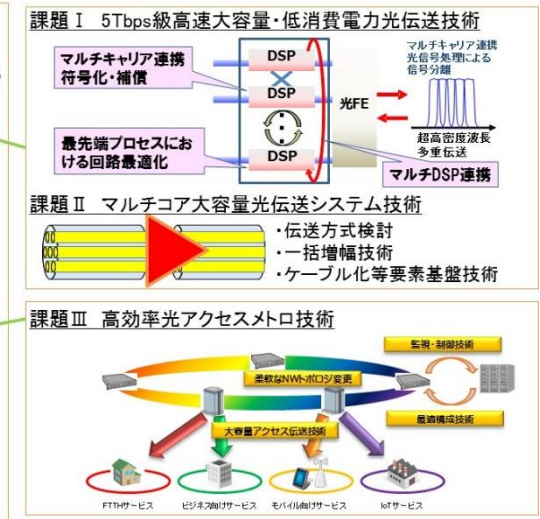 課題Ⅰ 5Tbps級高速大容量・低消費電力光伝送技術
マルチキャリア連携
符号化・補償
最先端プロセスにお
ける回路最適化
DSP
DSP
DSP
光FE
マルチキャリア連携
光信号処理による
信号分離
超高密度波長
多重伝送
マルチDSP連携
課題Ⅱ マルチコア大容量光伝送システム技術
・伝送方式検討
・一括増幅技術
・ケーブル化等要素基盤技術
課題Ⅲ 高効率光アクセスメトロ技術
監視・制御技術
柔軟なNWトポロジ変更
最適構成技術
大容量アクセス伝送技術
FTTHサービス
ビジネス向けサービス
モバイル向けサービス
IoTサービス